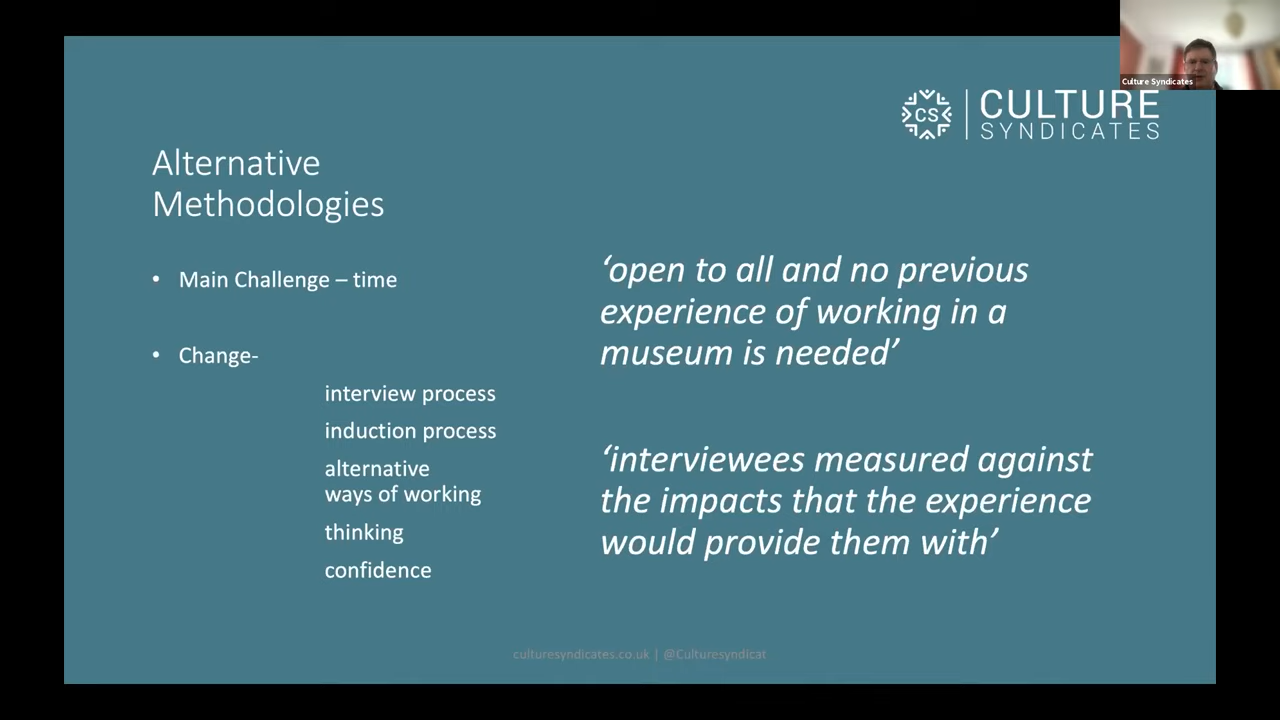 Culture Syndicates
CS
CULTURE
SYNDICATES
Alternative
Methodologies
• Main Challenge – time
• Change-
interview process
induction process
alternative
ways of working
thinking
confidence
‘open to all and no previous
experience of working in a
museum is needed’
‘interviewees measured against
the impacts that the experience
would provide them with’
culturesyndicates.co.uk | @Culturesyndicat